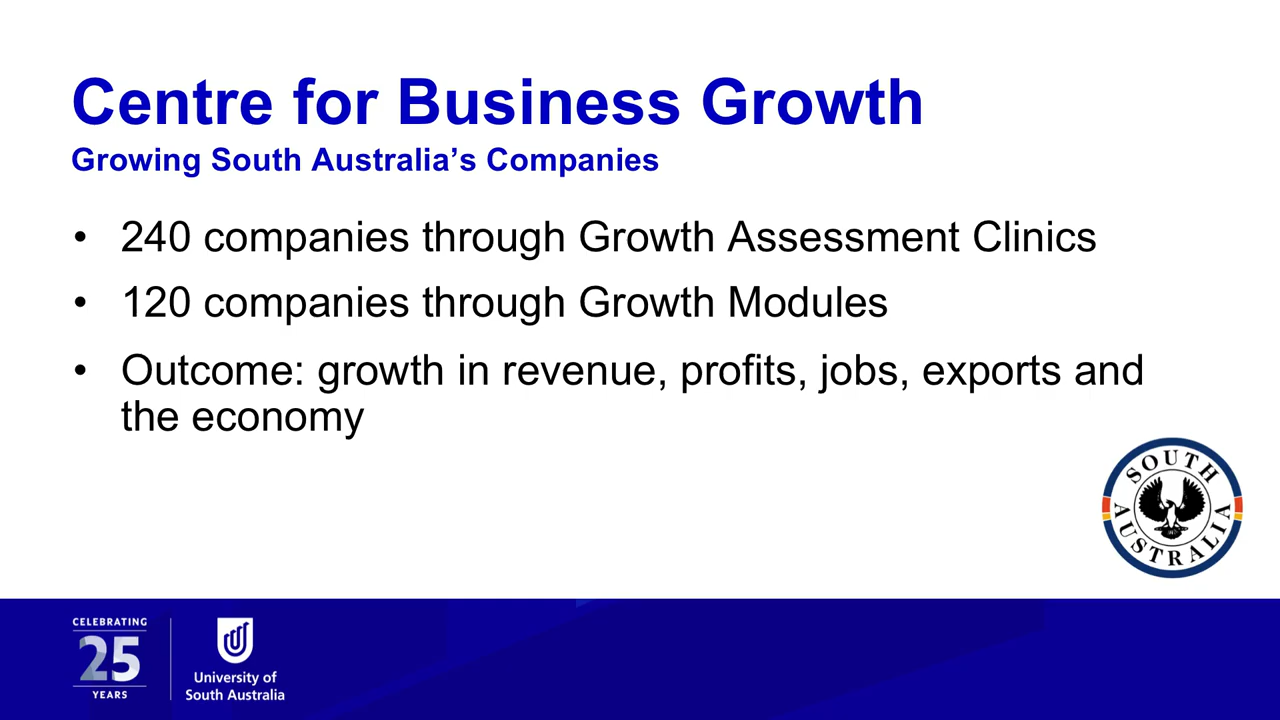 Centre for Business Growth
Growing South Australia’s Companies
• 240 companies through Growth Assessment Clinics
• 120 companies through Growth Modules
• Outcome: growth in revenue, profits, jobs, exports and
the economy
SOUTH
AUSTRALIA
CELEBRATING
25
YEARS
University of
South Australia